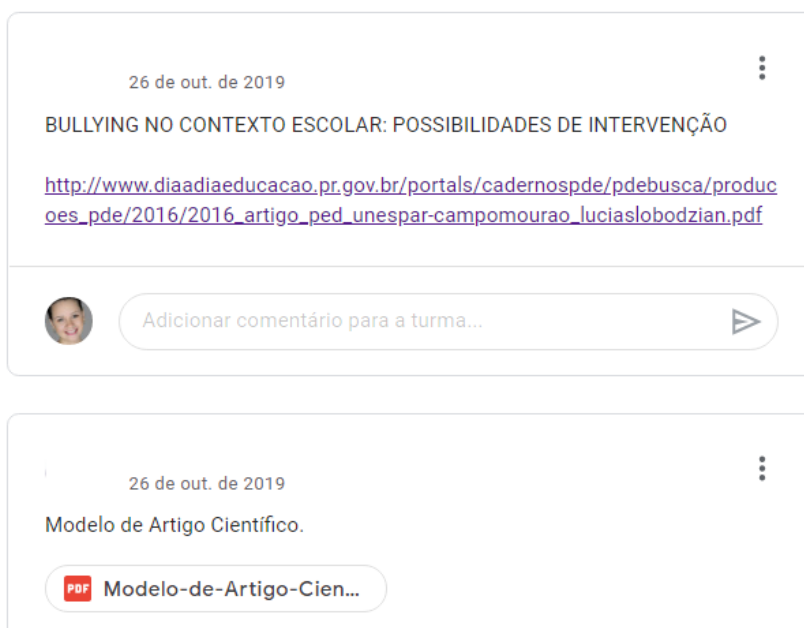 26 de out. de 2019
BULLYING NO CONTEXTO ESCOLAR: POSSIBILIDADES DE INTERVENÇÃO
http://www.diaadiaeducacao.pr.gov.br/portals/cadernospde/pdebusca/produc
oes_pde/2016/2016_artigo_ped_unespar-campomourao_luciaslobodzian.pdf
Adicionar comentário para a turma...
26 de out. de 2019
Modelo de Artigo Científico.
PDF Modelo-de-Artigo-Cien...